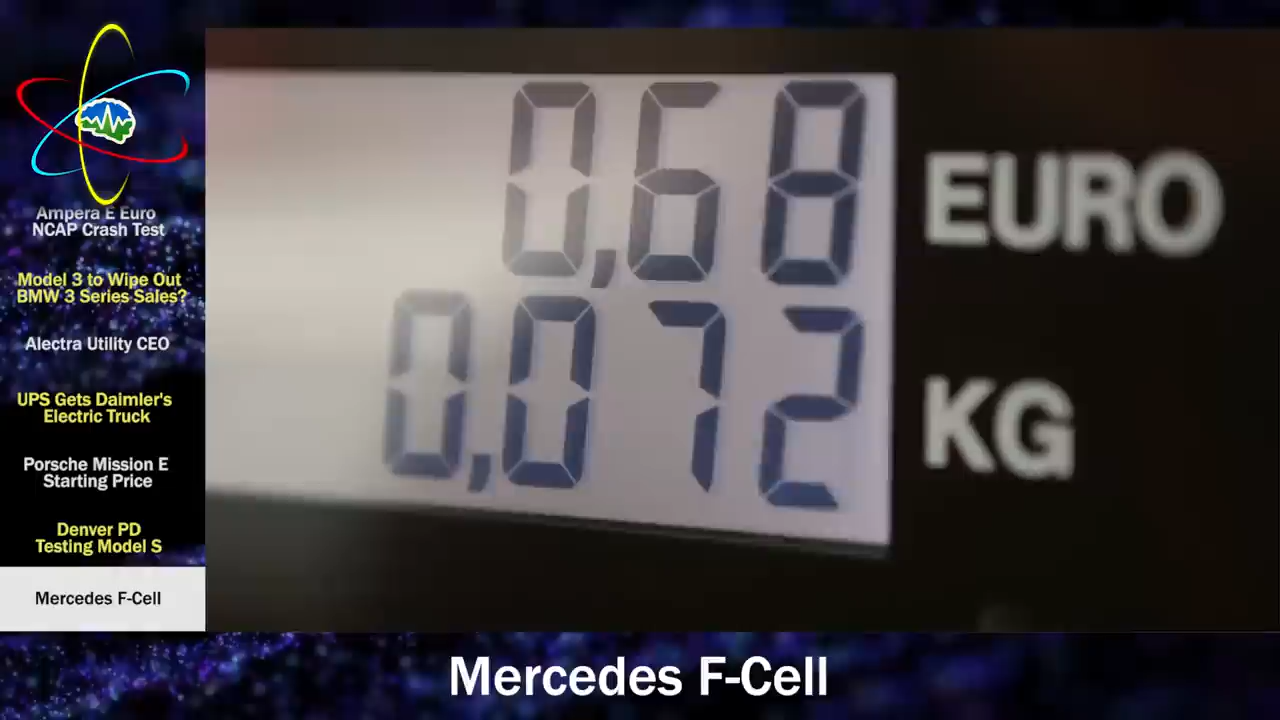 Ampera E Euro
NCAP Crash Test
Model 3 to Wipe Out
BMW 3 Series Sales?
Alectra Utility CEO
UPS Gets Daimler's
Electric Truck
Porsche Mission E
Starting Price
Denver PD
Testing Model S
Mercedes F-Cell
0,68 EURO
0,072 KG
Mercedes F-Cell